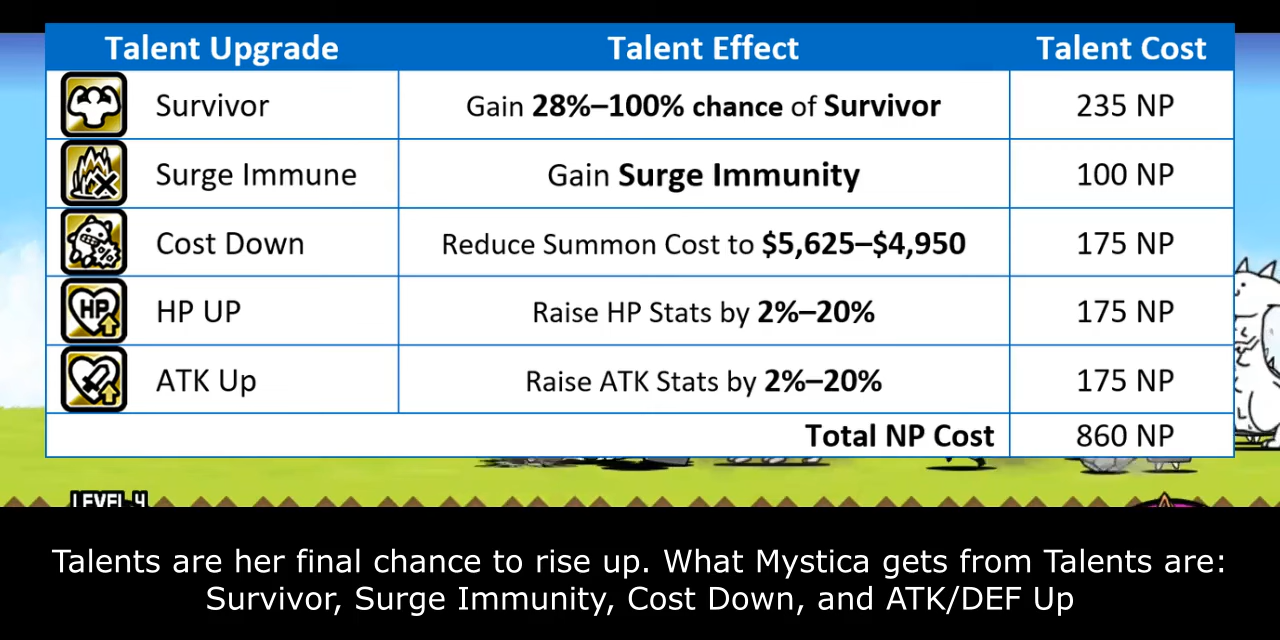 Talent Upgrade Talent Effect Talent Cost
Survivor Gain 28%–100% chance of Survivor 235 NP
Surge Immune Gain Surge Immunity 100 NP
Cost Down Reduce Summon Cost to $5,625–$4,950 175 NP
HP HP UP Raise HP Stats by 2%–20% 175 NP
ATK Up Raise ATK Stats by 2%–20% 175 NP
Total NP Cost 860 NP
LEVEL 4
Talents are her final chance to rise up. What Mystica gets from Talents are:
Survivor, Surge Immunity, Cost Down, and ATK/DEF Up